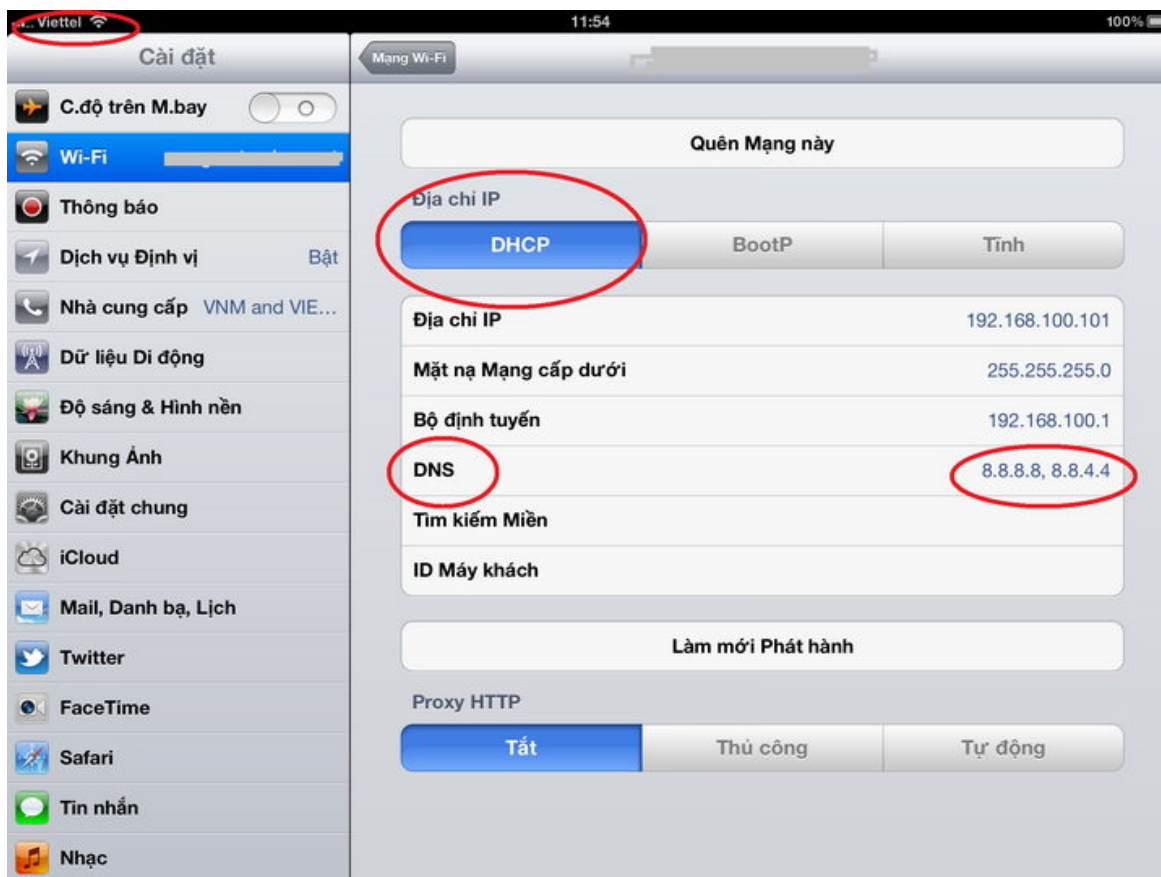 Viettel 11:54 100%
Cài đặt
Mạng Wi-Fi
C.độ trên M.bay
Wi-Fi
Thông báo
Dịch vụ Định vị Bật
Nhà cung cấp VNM and VIE...
Dữ liệu Di động
Độ sáng & Hình nền
Khung Ảnh
Cài đặt chung
iCloud
Mail, Danh bạ, Lịch
Twitter
FaceTime
Safari
Tin nhắn
Nhạc
Quên Mạng này
Địa chỉ IP
DHCP BootP Tĩnh
Địa chỉ IP 192.168.100.101
Mặt nạ Mạng cấp dưới 255.255.255.0
Bộ định tuyến 192.168.100.1
DNS 8.8.8.8, 8.8.4.4
Tìm kiếm Miền
ID Máy khách
Làm mới Phát hành
Proxy HTTP
Tắt Thủ công Tự động